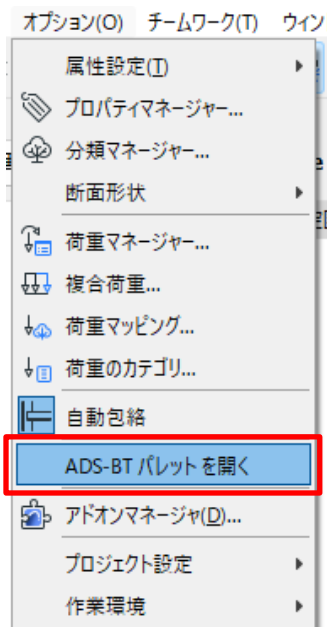 オプション(O) チームワーク(T) ウィン
属性設定(T)
プロパティマネージャー...
分類マネージャー...
断面形状
荷重マネージャー...
複合荷重...
荷重マッピング...
荷重のカテゴリ...
自動包絡
ADS-BT パレット を開く
アドオンマネージャ(D)...
プロジェクト設定
作業環境